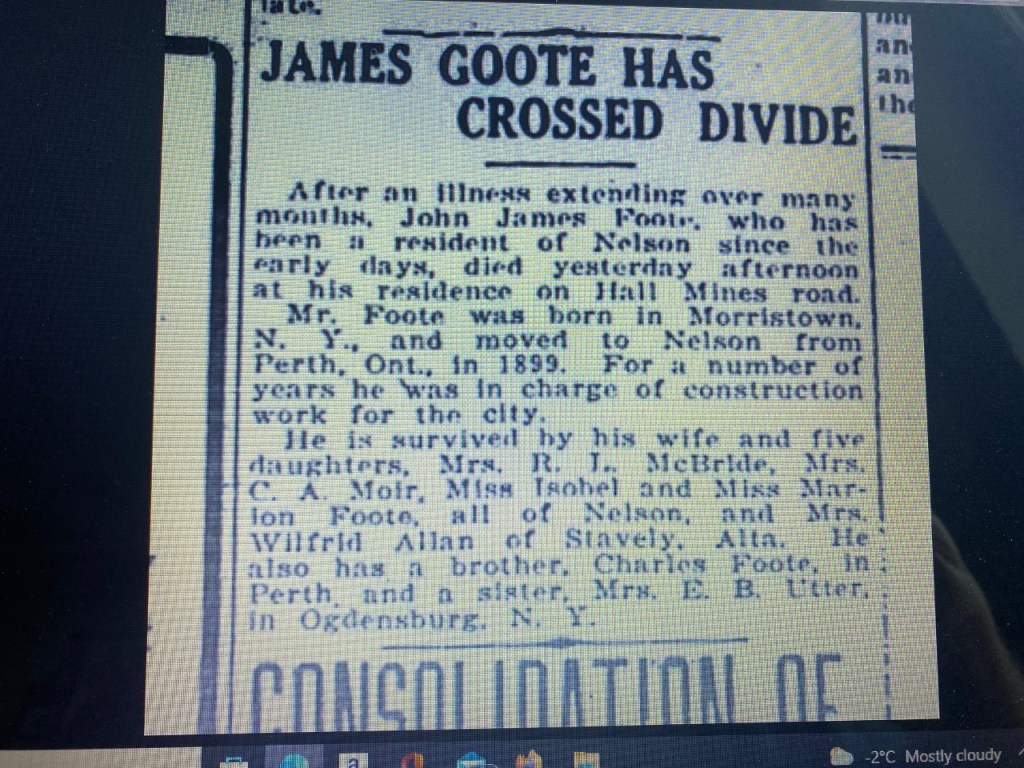 JAMES GOOTE HAS
CROSSED DIVIDE
After an illness extending over many
months, John James Foote, who has
been a resident of Nelson since the
early days, died yesterday afternoon
at his residence on Hall Mines road.
Mr. Foote was born in Morristown,
N. Y., and moved to Nelson from
Perth, Ont., in 1899. For a number of
years he was in charge of construction
work for the city.
He is survived by his wife and five
daughters, Mrs. R. L. McBride, Mrs.
C. A. Moir, Miss Isobel and Miss Mar-
ion Foote, all of Nelson, and Mrs.
Wilfrid Allan of Stavely, Alta. He
also has a brother, Charles Foote, in
Perth, and a sister, Mrs. E. B. Utter,
in Ogdensburg, N. Y.
CONSOLIDATION OF
an
an
the
-2°C Mostly cloudy